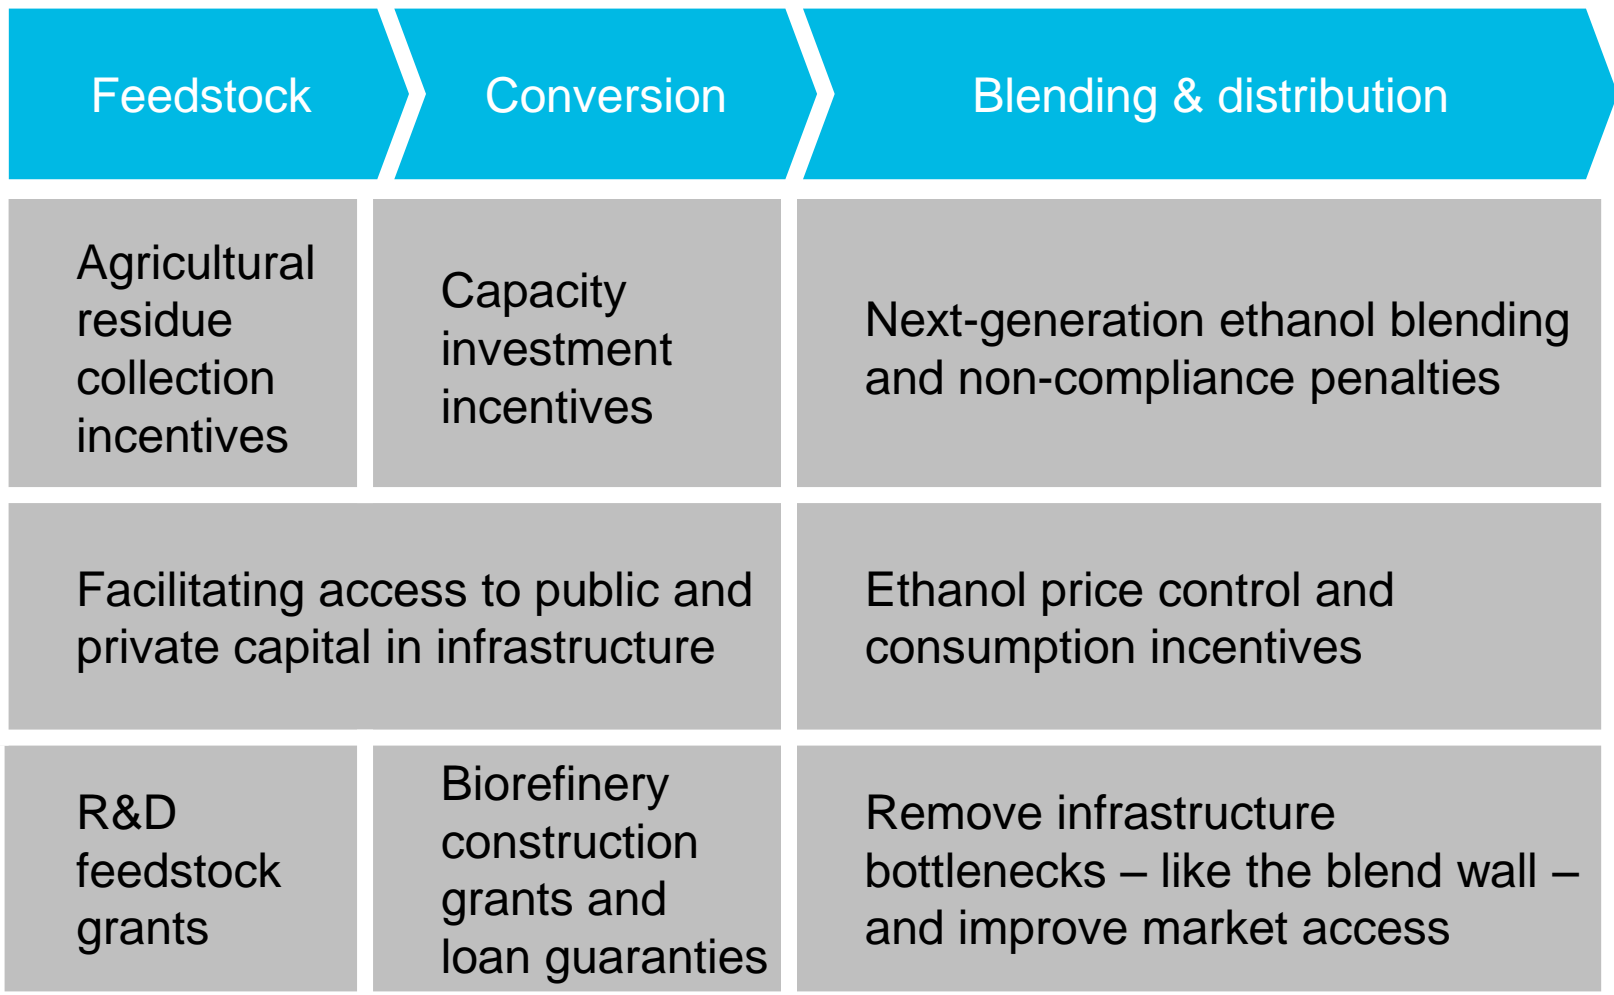 Feedstock
Conversion
Blending & distribution
Agricultural
residue
collection
incentives
Capacity
investment
incentives
Next-generation ethanol blending
and non-compliance penalties
Facilitating access to public and
private capital in infrastructure
Ethanol price control and
consumption incentives
R&D
feedstock
grants
Biorefinery
construction
grants and
loan guaranties
Remove infrastructure
bottlenecks – like the blend wall –
and improve market access